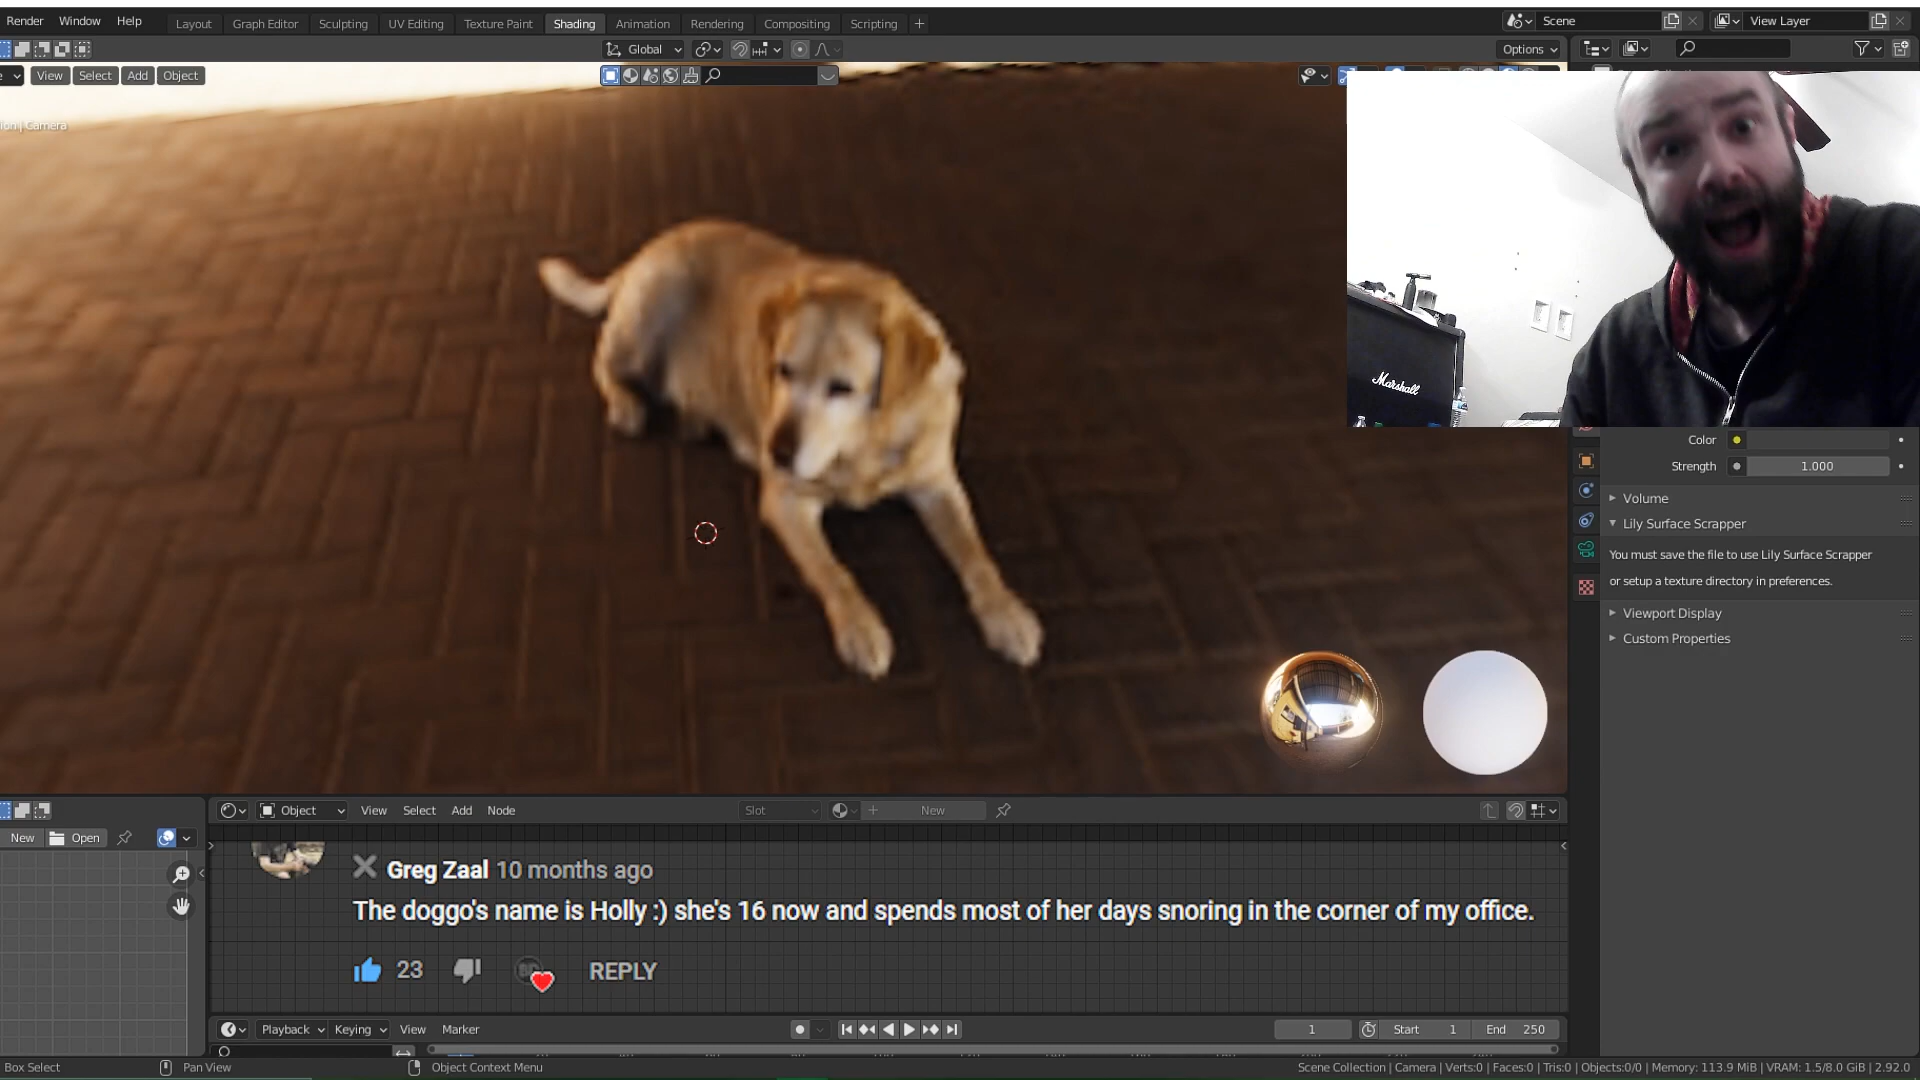 Render Window Help Layout Graph Editor Sculpting UV Editing Texture Paint Shading Animation Rendering Compositing Scripting + Scene View Layer
Global Options
View Select Add Object
Camera
Marshall
Color
Strength 1.000
Volume
Lily Surface Scrapper
You must save the file to use Lily Surface Scrapper
or setup a texture directory in preferences.
Viewport Display
Custom Properties
Object View Select Add Node Slot New
New Open
Greg Zaal 10 months ago
The doggo's name is Holly :) she's 16 now and spends most of her days snoring in the corner of my office.
23 REPLY
Playback Keying View Marker 1 Start 1 End 250
Box Select Pan View Object Context Menu Scene Collection | Camera | Verts:0 | Faces:0 | Tris:0 | Objects:0/0 | Memory: 113.9 MiB | VRAM: 1.5/8.0 GiB | 2.92.0